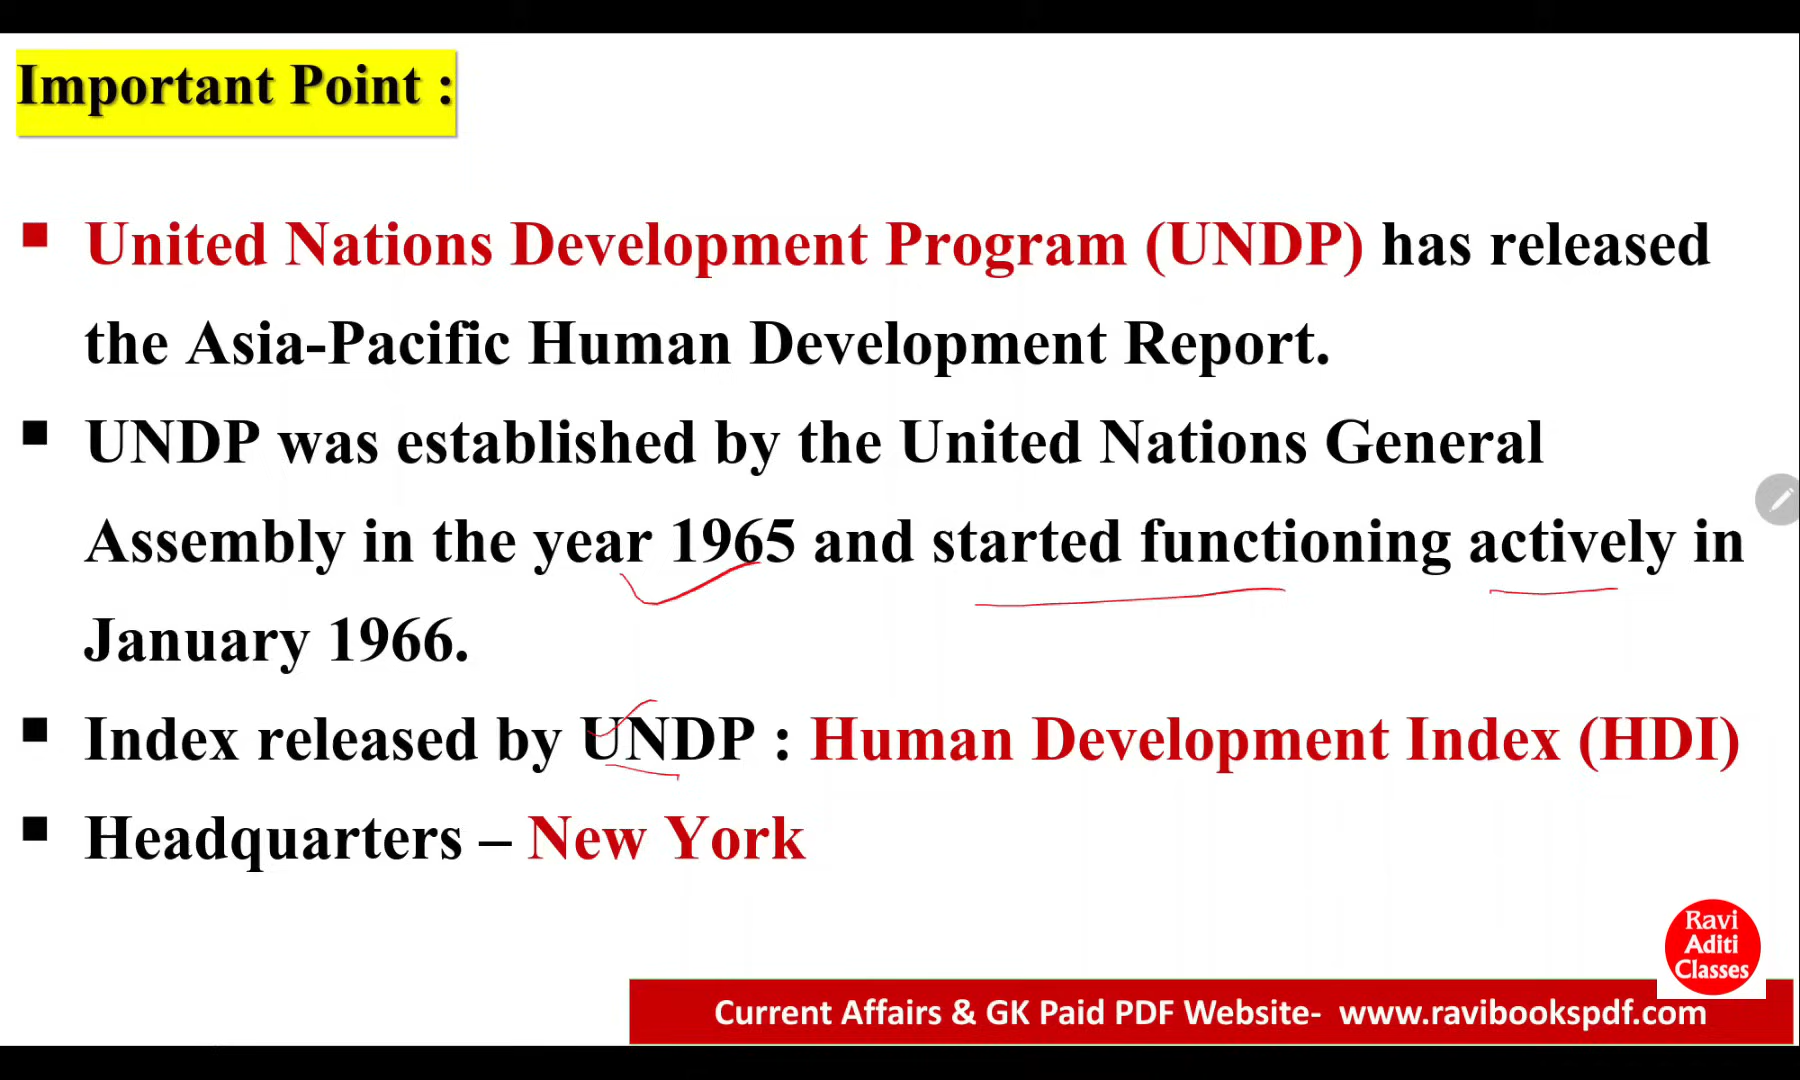 Important Point :
▪ United Nations Development Program (UNDP) has released
the Asia-Pacific Human Development Report.
▪ UNDP was established by the United Nations General
Assembly in the year 1965 and started functioning actively in
January 1966.
▪ Index released by UNDP : Human Development Index (HDI)
▪ Headquarters – New York
Ravi
Aditi
Classes
Current Affairs & GK Paid PDF Website- www.ravibookspdf.com